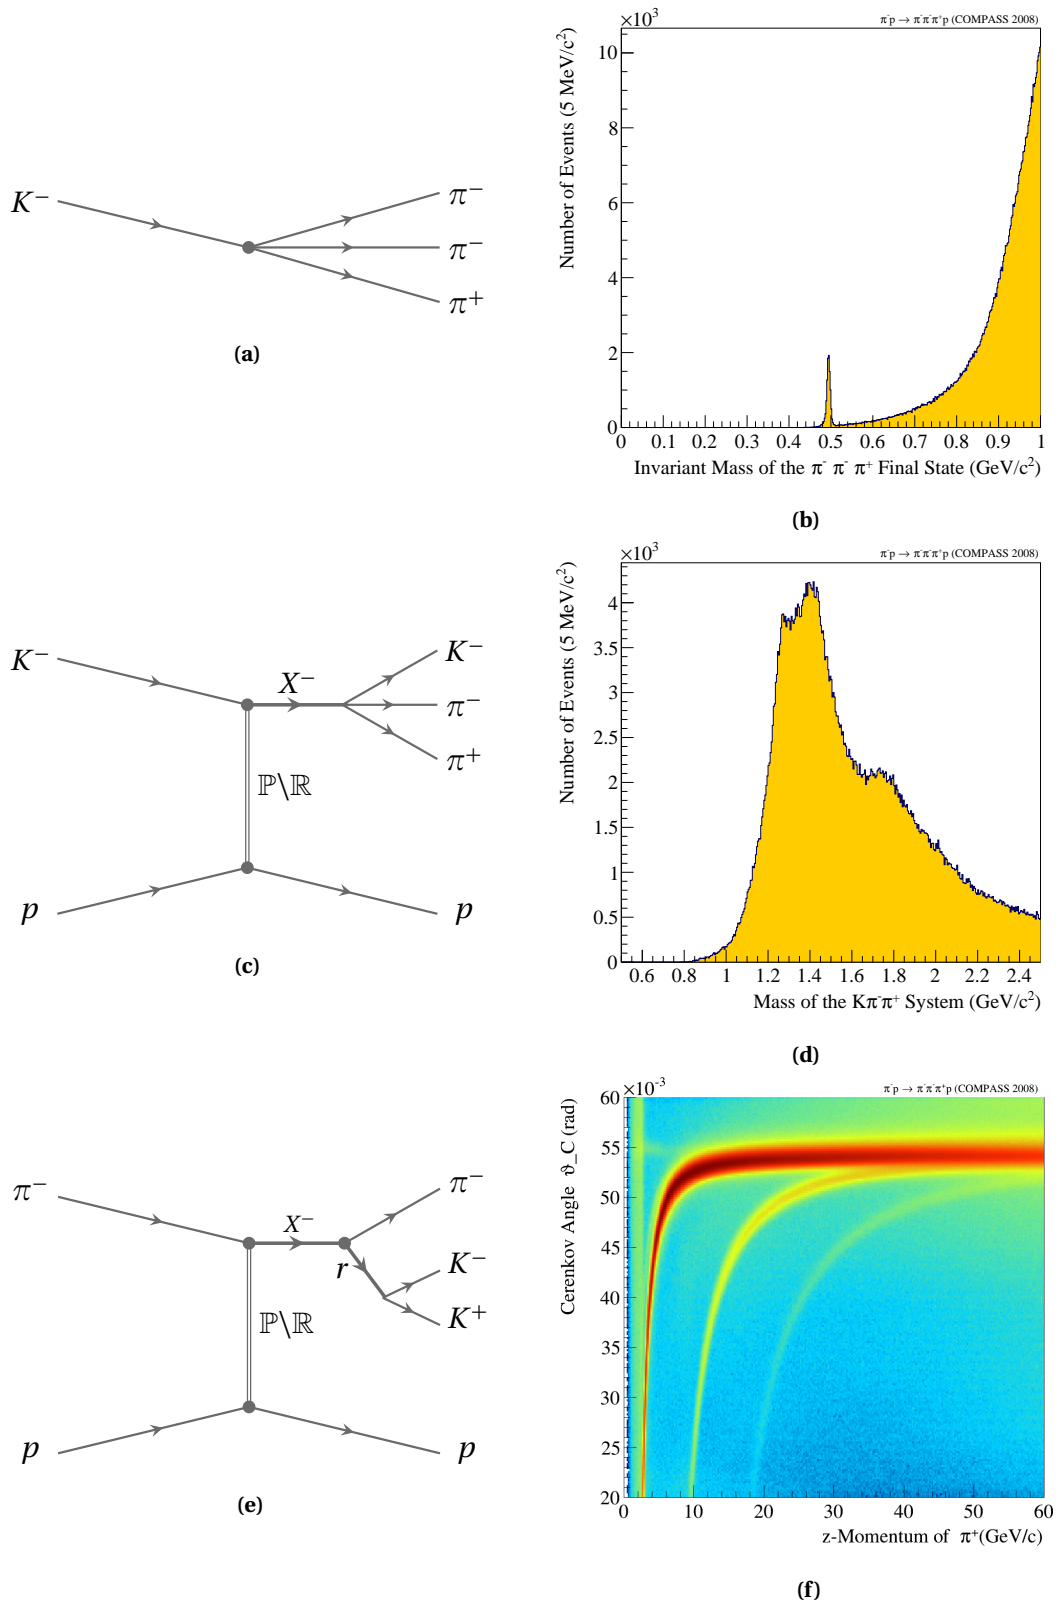 K⁻
π⁻
π⁻
π⁺
(a)
π⁻p → π⁻π⁻π⁺p (COMPASS 2008)
×10³
Number of Events (5 MeV/c²)
10
8
6
4
2
0
0 0.1 0.2 0.3 0.4 0.5 0.6 0.7 0.8 0.9 1
Invariant Mass of the π⁻ π⁻ π⁺ Final State (GeV/c²)
(b)
K⁻
X⁻
K⁻
π⁻
π⁺
ℙ\ℝ
p
p
(c)
π⁻p → π⁻π⁻π⁺p (COMPASS 2008)
×10³
Number of Events (5 MeV/c²)
4
3.5
3
2.5
2
1.5
1
0.5
0
0.6 0.8 1 1.2 1.4 1.6 1.8 2 2.2 2.4
Mass of the Kπ⁻π⁺ System (GeV/c²)
(d)
π⁻
X⁻
π⁻
r
K⁻
K⁺
ℙ\ℝ
p
p
(e)
π⁻p → π⁻π⁻π⁺p (COMPASS 2008)
×10⁻³
Cerenkov Angle ϑ_C (rad)
60
55
50
45
40
35
30
25
20
0 10 20 30 40 50 60
z-Momentum of π⁺(GeV/c)
(f)